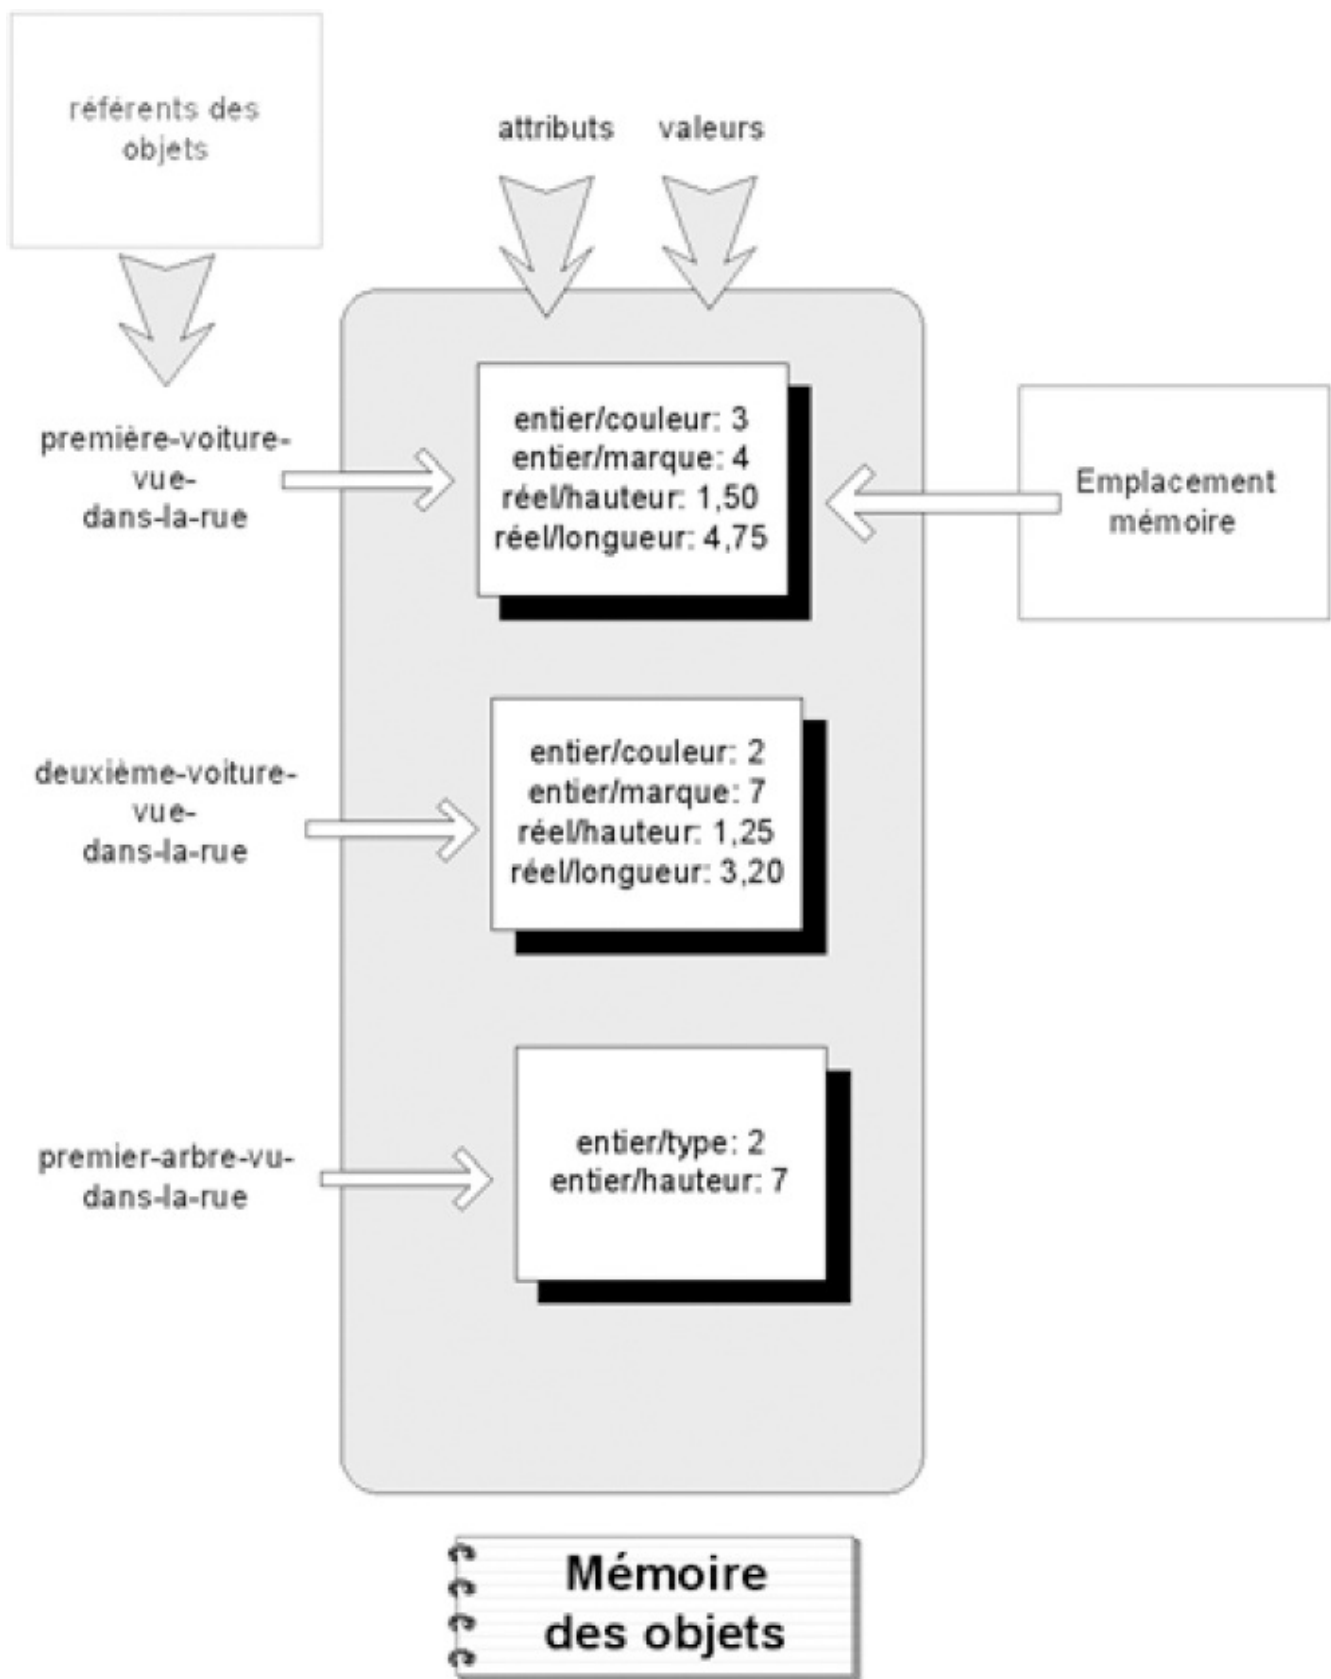 référents des
objets
attributs
valeurs
première-voiture-
vue-
dans-la-rue
entier/couleur: 3
entier/marque: 4
réel/hauteur: 1,50
réel/longueur: 4,75
Emplacement
mémoire
deuxième-voiture-
vue-
dans-la-rue
entier/couleur: 2
entier/marque: 7
réel/hauteur: 1,25
réel/longueur: 3,20
premier-arbre-vu-
dans-la-rue
entier/type: 2
entier/hauteur: 7
Mémoire
des objets